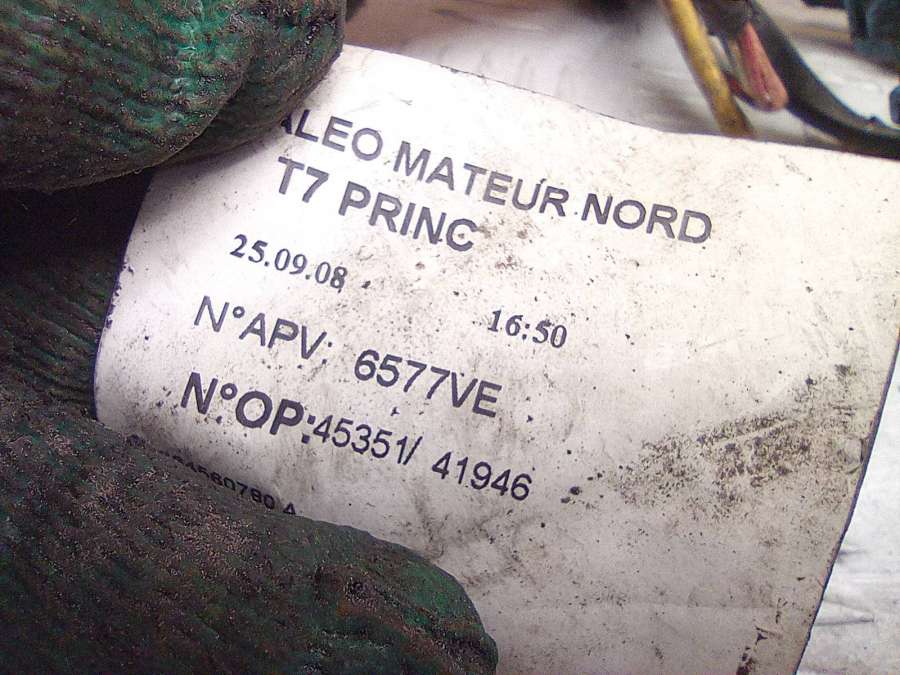 ALEO MATEUR NORD
T7 PRINC
25.09.08
16:50
N°APV: 6577VE
N°OP:45351/ 41946